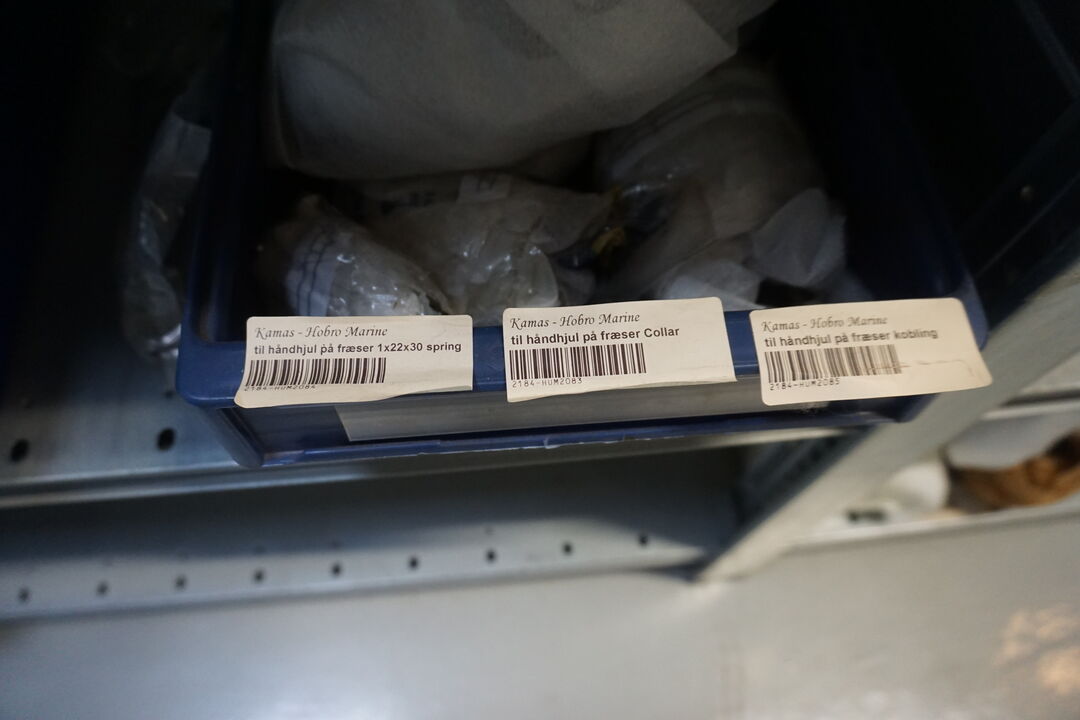 Kamas - Hobro Marine
til håndhjul på fræser 1x22x30 spring
2184-HUM2084
Kamas - Hobro Marine
til håndhjul på fræser Collar
2184-HUM2083
Kamas - Hobro Marine
til håndhjul på fræser kobling
2184-HUM2085